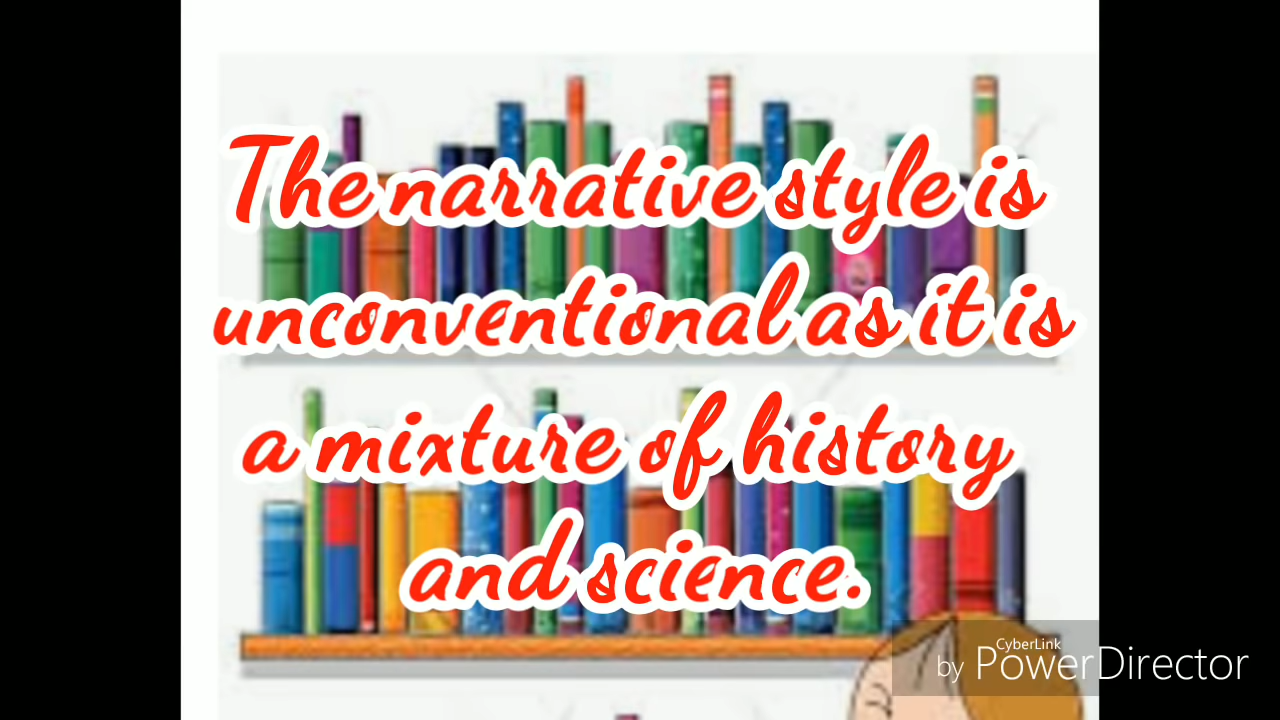 The narrative style is
unconventional as it is
a mixture of history
and science.
CyberLink
by PowerDirector